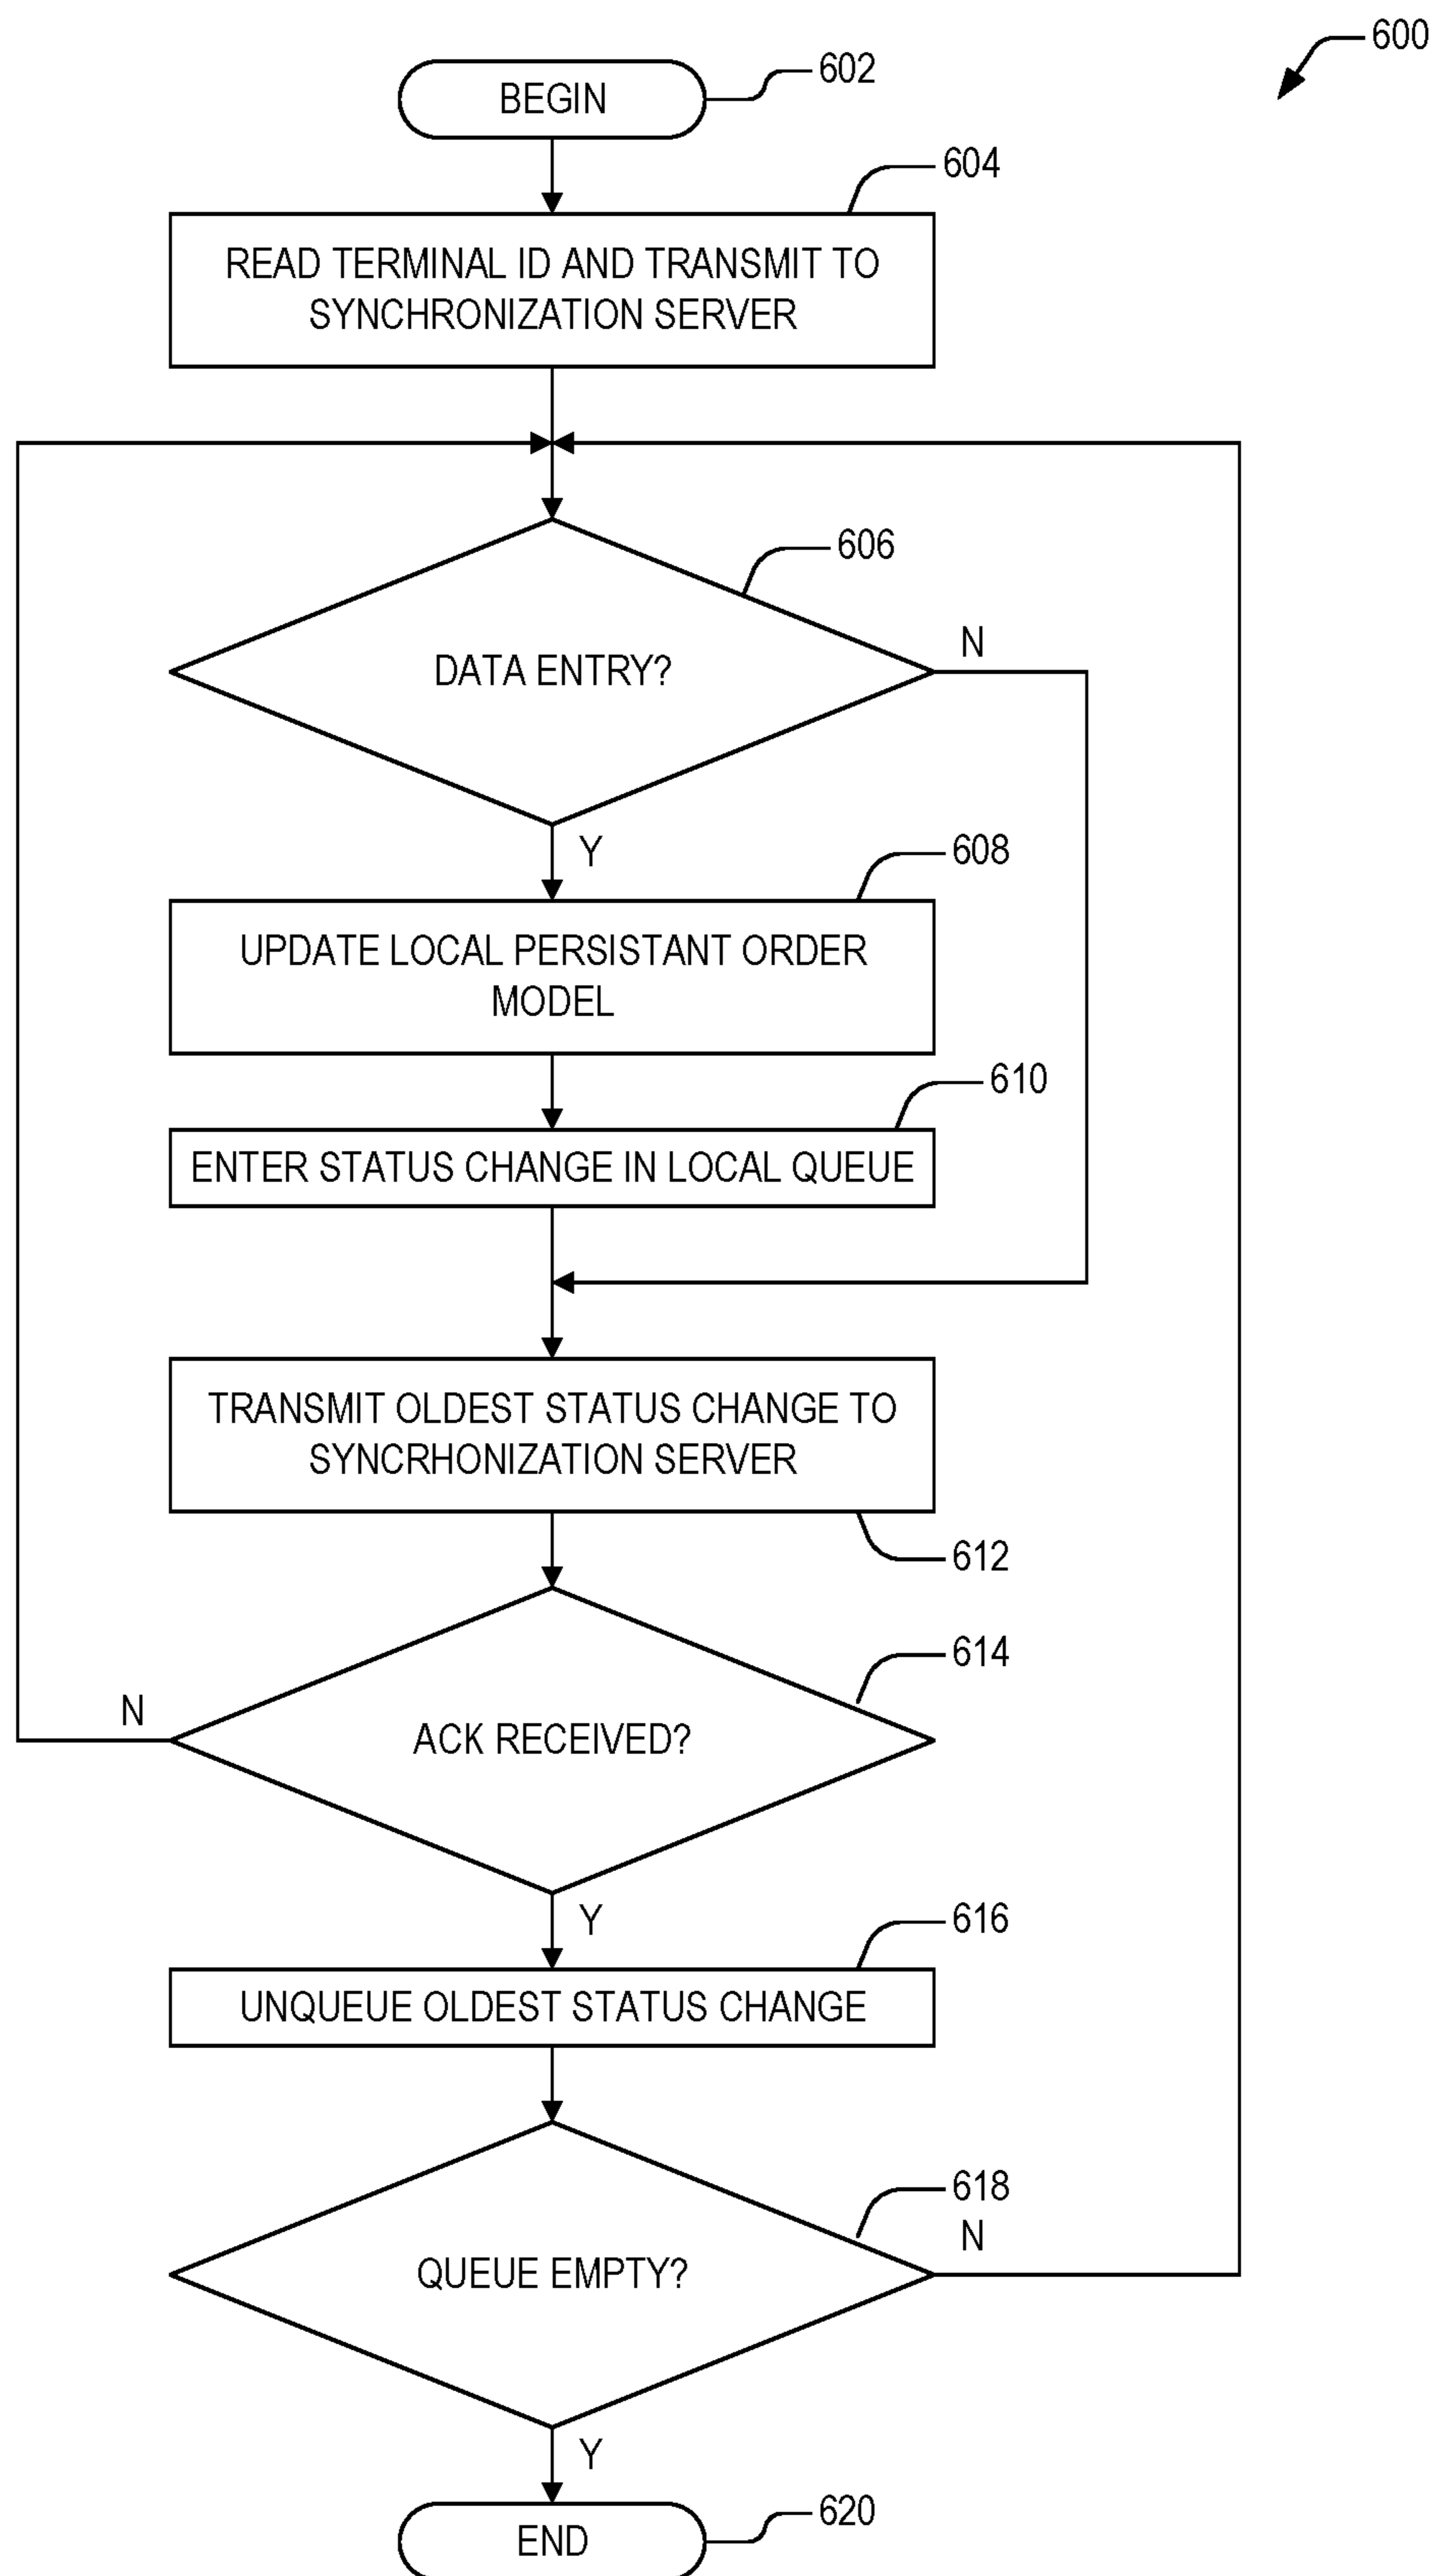 600
BEGIN
602
604
READ TERMINAL ID AND TRANSMIT TO
SYNCHRONIZATION SERVER
606
DATA ENTRY?
N
Y
608
UPDATE LOCAL PERSISTANT ORDER
MODEL
610
ENTER STATUS CHANGE IN LOCAL QUEUE
TRANSMIT OLDEST STATUS CHANGE TO
SYNCRHONIZATION SERVER
612
614
ACK RECEIVED?
N
Y
616
UNQUEUE OLDEST STATUS CHANGE
618
N
QUEUE EMPTY?
Y
END
620